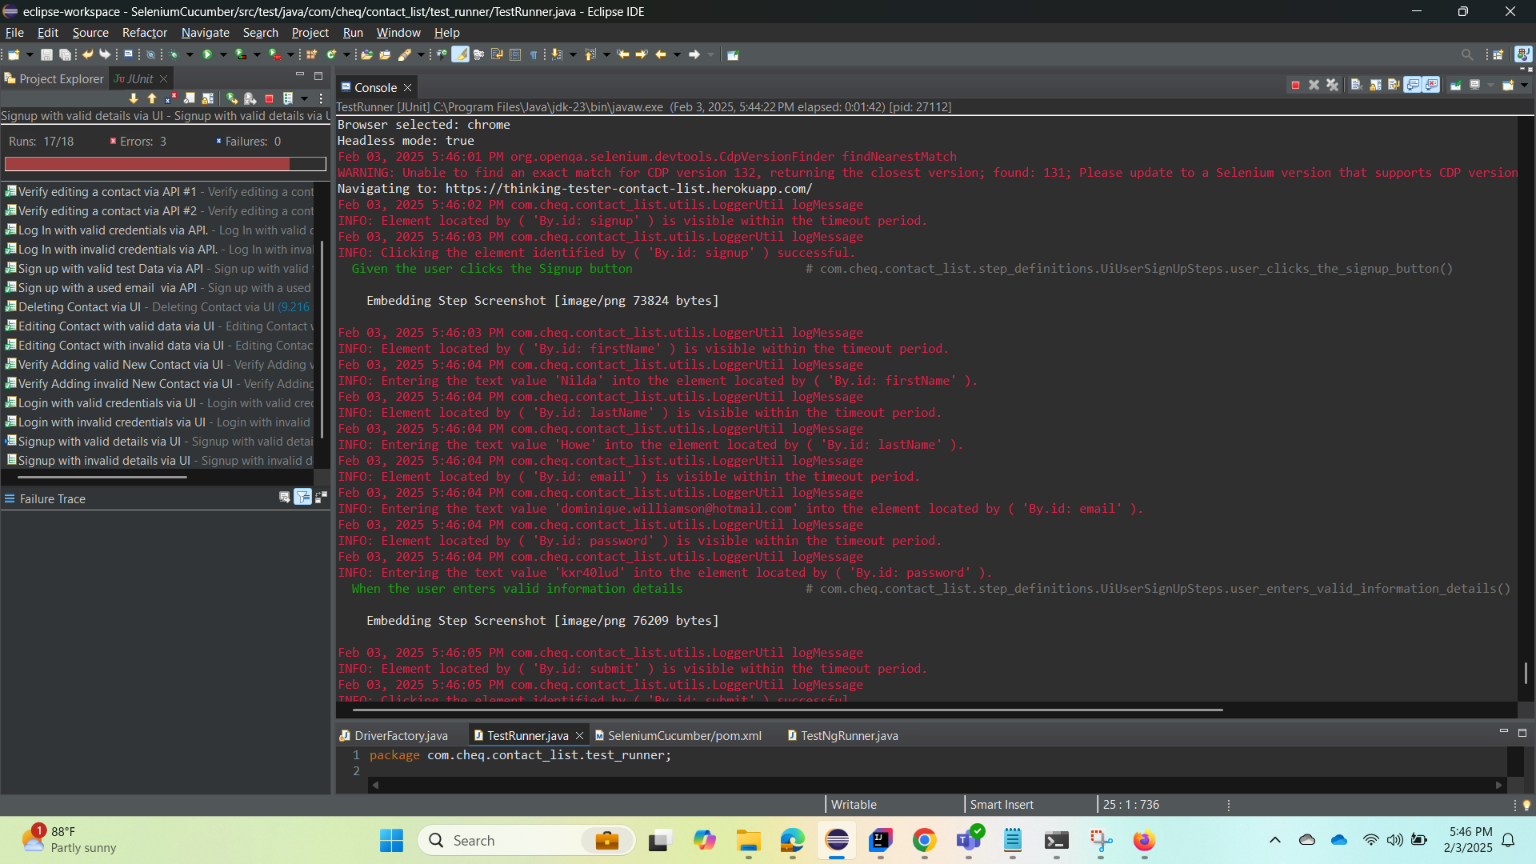 eclipse-workspace - SeleniumCucumber/src/test/java/com/cheq/contact_list/test_runner/TestRunner.java - Eclipse IDE
File Edit Source Refactor Navigate Search Project Run Window Help
Project Explorer JUnit
Signup with valid details via UI - Signup with valid details via U
Runs: 17/18 Errors: 3 Failures: 0
Verify editing a contact via API #1 - Verify editing a cont
Verify editing a contact via API #2 - Verify editing a cont
Log In with valid credentials via API. - Log In with valid c
Log In with invalid credentials via API. - Log In with inva
Sign up with valid test Data via API - Sign up with valid
Sign up with a used email via API - Sign up with a used
Deleting Contact via UI - Deleting Contact via UI (9.216
Editing Contact with valid data via UI - Editing Contact v
Editing Contact with invalid data via UI - Editing Contac
Verify Adding valid New Contact via UI - Verify Adding v
Verify Adding invalid New Contact via UI - Verify Adding
Login with valid credentials via UI - Login with valid crec
Login with invalid credentials via UI - Login with invalid
Signup with valid details via UI - Signup with valid detai
Signup with invalid details via UI - Signup with invalid d
Failure Trace
Console
TestRunner [JUnit] C:\Program Files\Java\jdk-23\bin\javaw.exe (Feb 3, 2025, 5:44:22 PM elapsed: 0:01:42) [pid: 27112]
Browser selected: chrome
Headless mode: true
Feb 03, 2025 5:46:01 PM org.openqa.selenium.devtools.CdpVersionFinder findNearestMatch
WARNING: Unable to find an exact match for CDP version 132, returning the closest version; found: 131; Please update to a Selenium version that supports CDP version
Navigating to: https://thinking-tester-contact-list.herokuapp.com/
Feb 03, 2025 5:46:02 PM com.cheq.contact_list.utils.LoggerUtil logMessage
INFO: Element located by ( 'By.id: signup' ) is visible within the timeout period.
Feb 03, 2025 5:46:03 PM com.cheq.contact_list.utils.LoggerUtil logMessage
INFO: Clicking the element identified by ( 'By.id: signup' ) successful.
Given the user clicks the Signup button # com.cheq.contact_list.step_definitions.UiUserSignUpSteps.user_clicks_the_signup_button()
Embedding Step Screenshot [image/png 73824 bytes]
Feb 03, 2025 5:46:03 PM com.cheq.contact_list.utils.LoggerUtil logMessage
INFO: Element located by ( 'By.id: firstName' ) is visible within the timeout period.
Feb 03, 2025 5:46:04 PM com.cheq.contact_list.utils.LoggerUtil logMessage
INFO: Entering the text value 'Nilda' into the element located by ( 'By.id: firstName' ).
Feb 03, 2025 5:46:04 PM com.cheq.contact_list.utils.LoggerUtil logMessage
INFO: Element located by ( 'By.id: lastName' ) is visible within the timeout period.
Feb 03, 2025 5:46:04 PM com.cheq.contact_list.utils.LoggerUtil logMessage
INFO: Entering the text value 'Howe' into the element located by ( 'By.id: lastName' ).
Feb 03, 2025 5:46:04 PM com.cheq.contact_list.utils.LoggerUtil logMessage
INFO: Element located by ( 'By.id: email' ) is visible within the timeout period.
Feb 03, 2025 5:46:04 PM com.cheq.contact_list.utils.LoggerUtil logMessage
INFO: Entering the text value 'dominique.williamson@hotmail.com' into the element located by ( 'By.id: email' ).
Feb 03, 2025 5:46:04 PM com.cheq.contact_list.utils.LoggerUtil logMessage
INFO: Element located by ( 'By.id: password' ) is visible within the timeout period.
Feb 03, 2025 5:46:04 PM com.cheq.contact_list.utils.LoggerUtil logMessage
INFO: Entering the text value 'kxr40lud' into the element located by ( 'By.id: password' ).
When the user enters valid information details # com.cheq.contact_list.step_definitions.UiUserSignUpSteps.user_enters_valid_information_details()
Embedding Step Screenshot [image/png 76209 bytes]
Feb 03, 2025 5:46:05 PM com.cheq.contact_list.utils.LoggerUtil logMessage
INFO: Element located by ( 'By.id: submit' ) is visible within the timeout period.
Feb 03, 2025 5:46:05 PM com.cheq.contact_list.utils.LoggerUtil logMessage
INFO: Clicking the element identified by ( 'By.id: submit' ) successful.
DriverFactory.java TestRunner.java SeleniumCucumber/pom.xml TestNgRunner.java
1 package com.cheq.contact_list.test_runner;
2
Writable Smart Insert 25 : 1 : 736
1 88°F
Partly sunny
Search
5:46 PM
2/3/2025